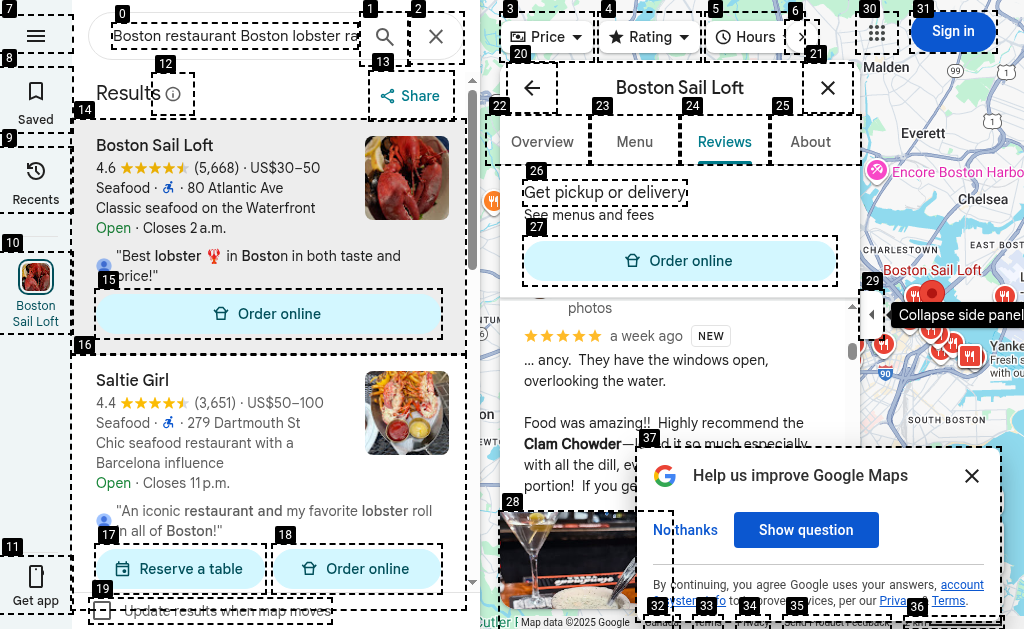 Boston restaurant Boston lobster ra
Price
Rating
Hours
Sign in
Saved
Recents
Boston
Sail Loft
Get app
Results
Share
Boston Sail Loft
4.6 (5,668) · US$30–50
Seafood · 80 Atlantic Ave
Classic seafood on the Waterfront
Open · Closes 2 a.m.
"Best lobster 🦞 in Boston in both taste and
price!"
Order online
Saltie Girl
4.4 (3,651) · US$50–100
Seafood · 279 Dartmouth St
Chic seafood restaurant with a
Barcelona influence
Open · Closes 11 p.m.
"An iconic restaurant and my favorite lobster roll
in all of Boston!"
Reserve a table
Order online
Update results when map moves
Boston Sail Loft
Overview
Menu
Reviews
About
Get pickup or delivery
See menus and fees
Order online
photos
a week ago NEW
... ancy. They have the windows open,
overlooking the water.
Food was amazing!! Highly recommend the
Clam Chowder—I it so much especially
with all the dill, ev
portion! If you ge
Map data ©2025 Google
Malden
99
1
Everett
1
Encore Boston Harbo
Chelsea
CHARLESTOWN
EAST BOST
Boston Sail Loft
Collapse side panel
Yanke
Fresh s
with ou
90
SOUTH BOSTON
Help us improve Google Maps
No thanks
Show question
By continuing, you agree Google uses your answers, account
& system info to improve services, per our Privacy & Terms.
0
1
2
3
4
5
6
7
8
9
10
11
12
13
14
15
16
17
18
19
20
21
22
23
24
25
26
27
28
29
30
31
32
33
34
35
36
37